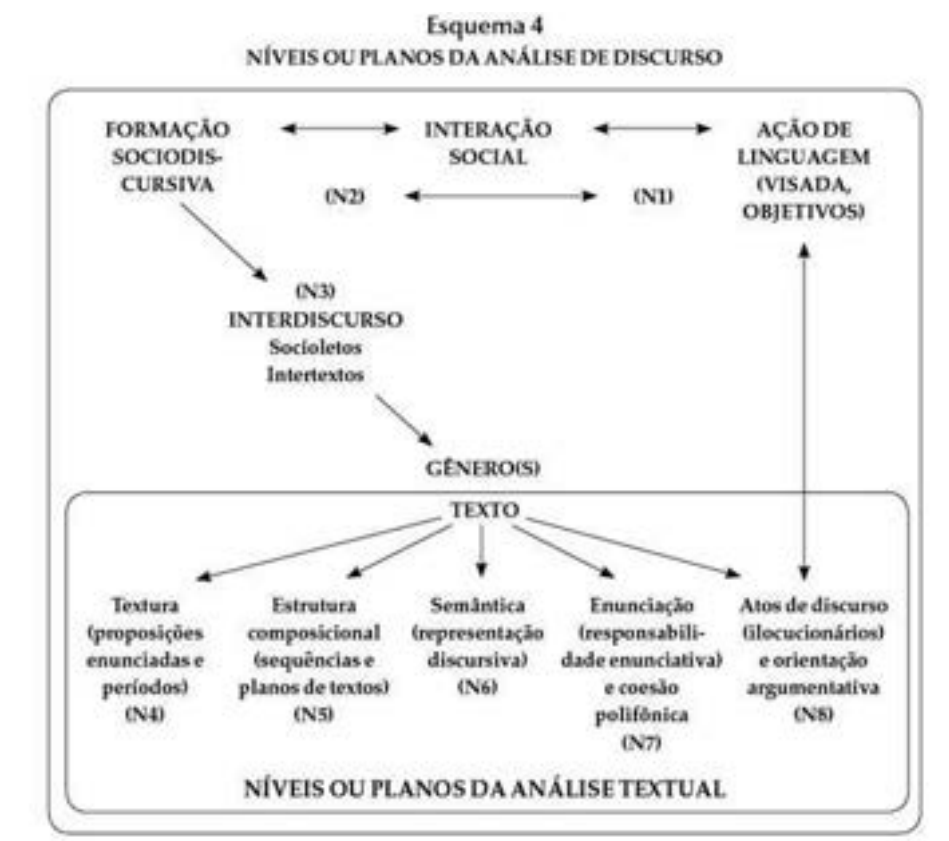 Esquema 4
NÍVEIS OU PLANOS DA ANÁLISE DE DISCURSO
FORMAÇÃO
SOCIODIS-
CURSIVA
INTERAÇÃO
SOCIAL
AÇÃO DE
LINGUAGEM
(VISADA,
OBJETIVOS)
(N2)
(N1)
(N3)
INTERDISCURSO
Socioletos
Intertextos
GÊNERO(S)
TEXTO
Textura
(proposições
enunciadas e
períodos)
(N4)
Estrutura
composicional
(sequências e
planos de textos)
(N5)
Semântica
(representação
discursiva)
(N6)
Enunciação
(responsabili-
dade enunciativa)
e coesão
polifônica
(N7)
Atos de discurso
(ilocucionários)
e orientação
argumentativa
(N8)
NÍVEIS OU PLANOS DA ANÁLISE TEXTUAL